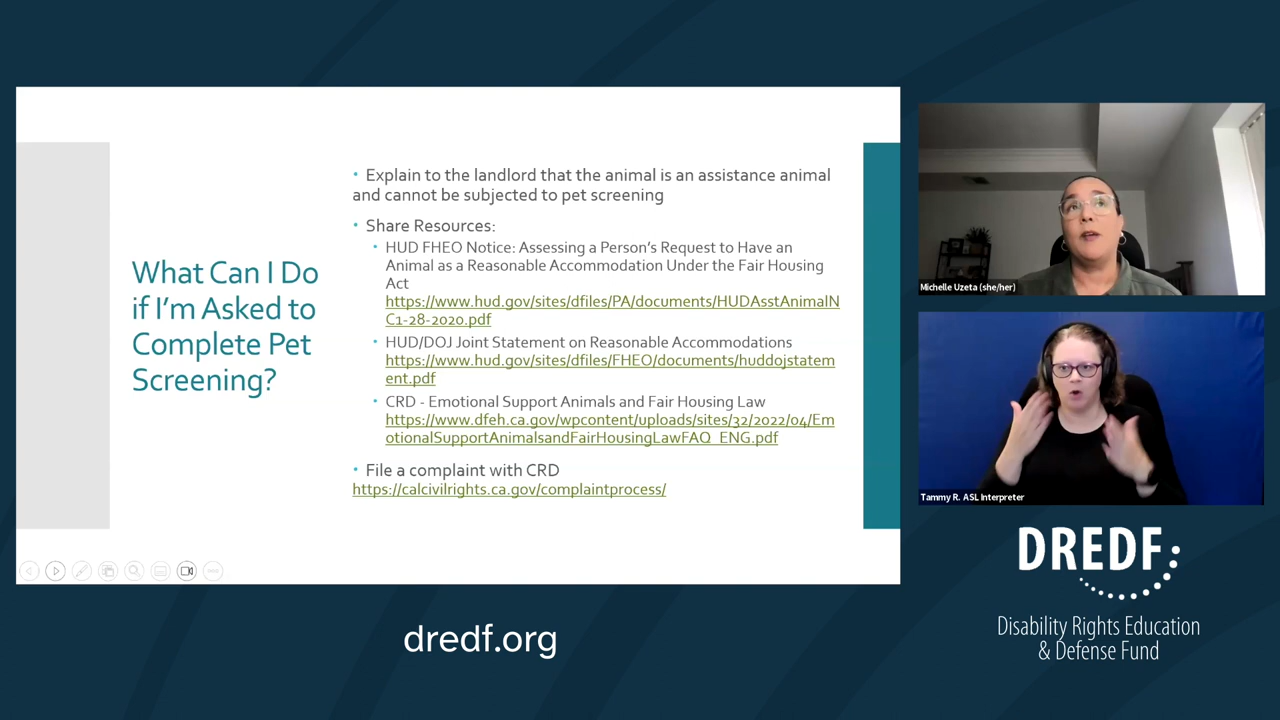 What Can I Do
if I'm Asked to
Complete Pet
Screening?
• Explain to the landlord that the animal is an assistance animal
and cannot be subjected to pet screening
• Share Resources:
• HUD FHEO Notice: Assessing a Person's Request to Have an
Animal as a Reasonable Accommodation Under the Fair Housing
Act
https://www.hud.gov/sites/dfiles/PA/documents/HUDAsstAnimalN
C1-28-2020.pdf
• HUD/DOJ Joint Statement on Reasonable Accommodations
https://www.hud.gov/sites/dfiles/FHEO/documents/huddojstatem
ent.pdf
• CRD - Emotional Support Animals and Fair Housing Law
https://www.dfeh.ca.gov/wpcontent/uploads/sites/32/2022/04/Em
otionalSupportAnimalsandFairHousingLawFAQ_ENG.pdf
• File a complaint with CRD
https://calcivilrights.ca.gov/complaintprocess/
Michelle Uzeta (she/her)
Tammy R. ASL Interpreter
DREDF
Disability Rights Education
& Defense Fund
dredf.org